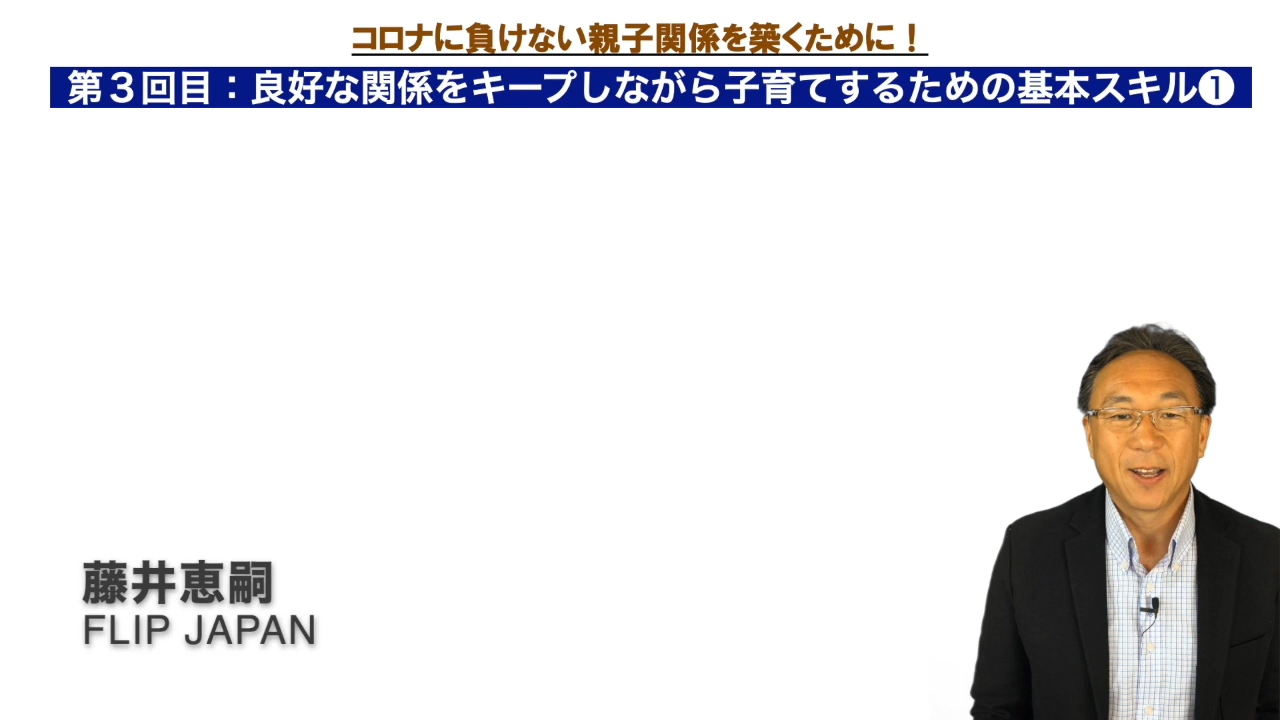 コロナに負けない親子関係を築くために！
第３回目：良好な関係をキープしながら子育てするための基本スキル❶
藤井恵嗣
FLIP JAPAN